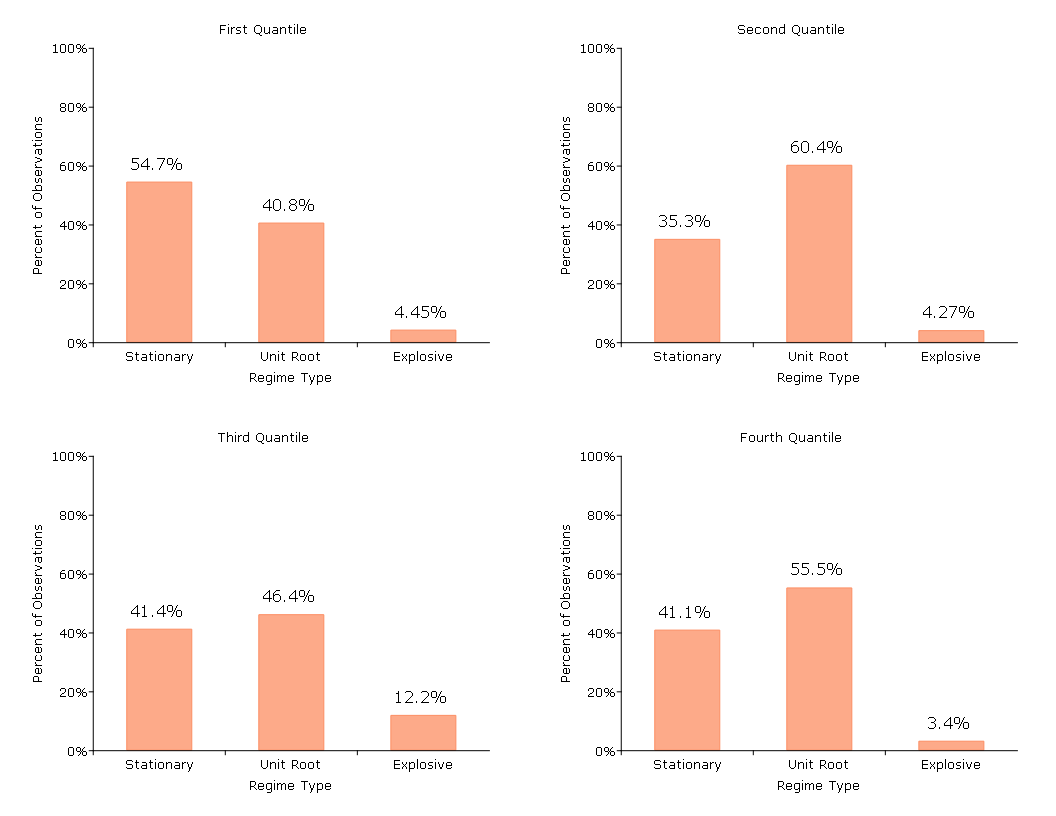 First Quantile
100%
80%
60%
40%
20%
0%
Percent of Observations
54.7%
40.8%
4.45%
Stationary Unit Root Explosive
Regime Type
Second Quantile
100%
80%
60%
40%
20%
0%
Percent of Observations
35.3%
60.4%
4.27%
Stationary Unit Root Explosive
Regime Type
Third Quantile
100%
80%
60%
40%
20%
0%
Percent of Observations
41.4%
46.4%
12.2%
Stationary Unit Root Explosive
Regime Type
Fourth Quantile
100%
80%
60%
40%
20%
0%
Percent of Observations
41.1%
55.5%
3.4%
Stationary Unit Root Explosive
Regime Type